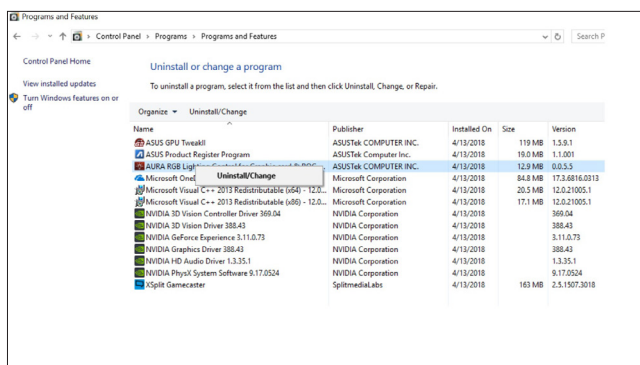 Programs and Features
Control Panel > Programs > Programs and Features
Search P
Control Panel Home
View installed updates
Turn Windows features on or
off
Uninstall or change a program
To uninstall a program, select it from the list and then click Uninstall, Change, or Repair.
Organize Uninstall/Change
Name Publisher Installed On Size Version
ASUS GPU TweakII ASUSTek COMPUTER INC. 4/13/2018 119 MB 1.5.9.1
ASUS Product Register Program ASUSTek Computer Inc. 4/13/2018 19.0 MB 1.1.001
AURA RGB Lighting Control for Graphic card & ROG... ASUSTeK COMPUTER INC. 4/13/2018 12.9 MB 0.0.5.5
Uninstall/Change
Microsoft One Microsoft Corporation 4/13/2018 84.8 MB 17.3.6816.0313
Microsoft Visual C++ 2013 Redistributable (x64) - 12.0... Microsoft Corporation 4/13/2018 20.5 MB 12.0.21005.1
Microsoft Visual C++ 2013 Redistributable (x86) - 12.0... Microsoft Corporation 4/13/2018 17.1 MB 12.0.21005.1
NVIDIA 3D Vision Controller Driver 369.04 NVIDIA Corporation 4/13/2018 369.04
NVIDIA 3D Vision Driver 388.43 NVIDIA Corporation 4/13/2018 388.43
NVIDIA GeForce Experience 3.11.0.73 NVIDIA Corporation 4/13/2018 3.11.0.73
NVIDIA Graphics Driver 388.43 NVIDIA Corporation 4/13/2018 388.43
NVIDIA HD Audio Driver 1.3.35.1 NVIDIA Corporation 4/13/2018 1.3.35.1
NVIDIA PhysX System Software 9.17.0524 NVIDIA Corporation 4/13/2018 9.17.0524
XSplit Gamecaster SplitmediaLabs 4/13/2018 163 MB 2.5.1507.3018